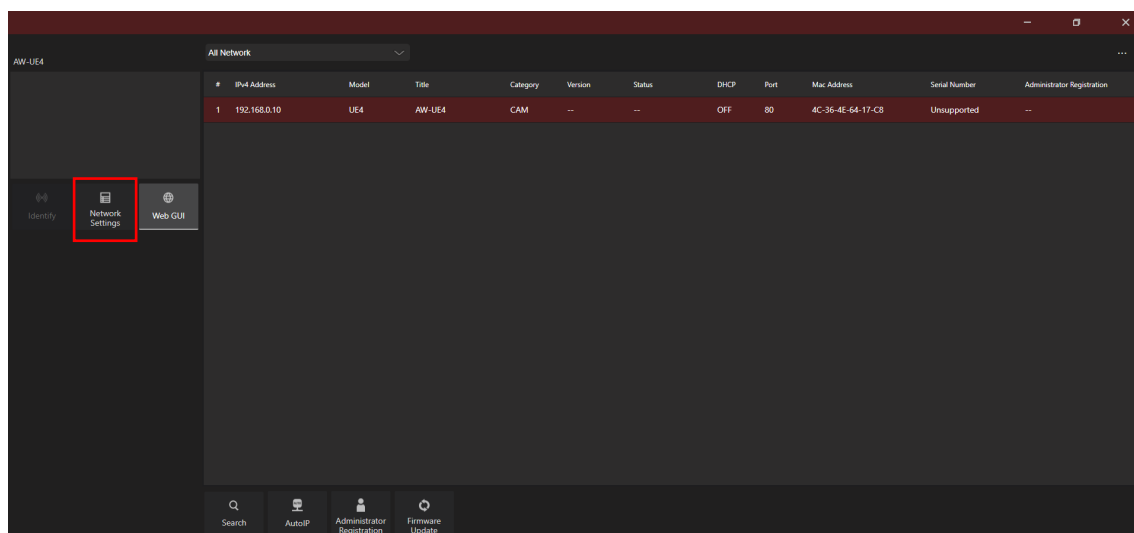 AW-UE4
All Network
# IPv4 Address Model Title Category Version Status DHCP Port Mac Address Serial Number Administrator Registration
1 192.168.0.10 UE4 AW-UE4 CAM -- -- OFF 80 4C-36-4E-64-17-C8 Unsupported --
Identify
Network
Settings
Web GUI
Search
AutoIP
Administrator
Registration
Firmware
Update